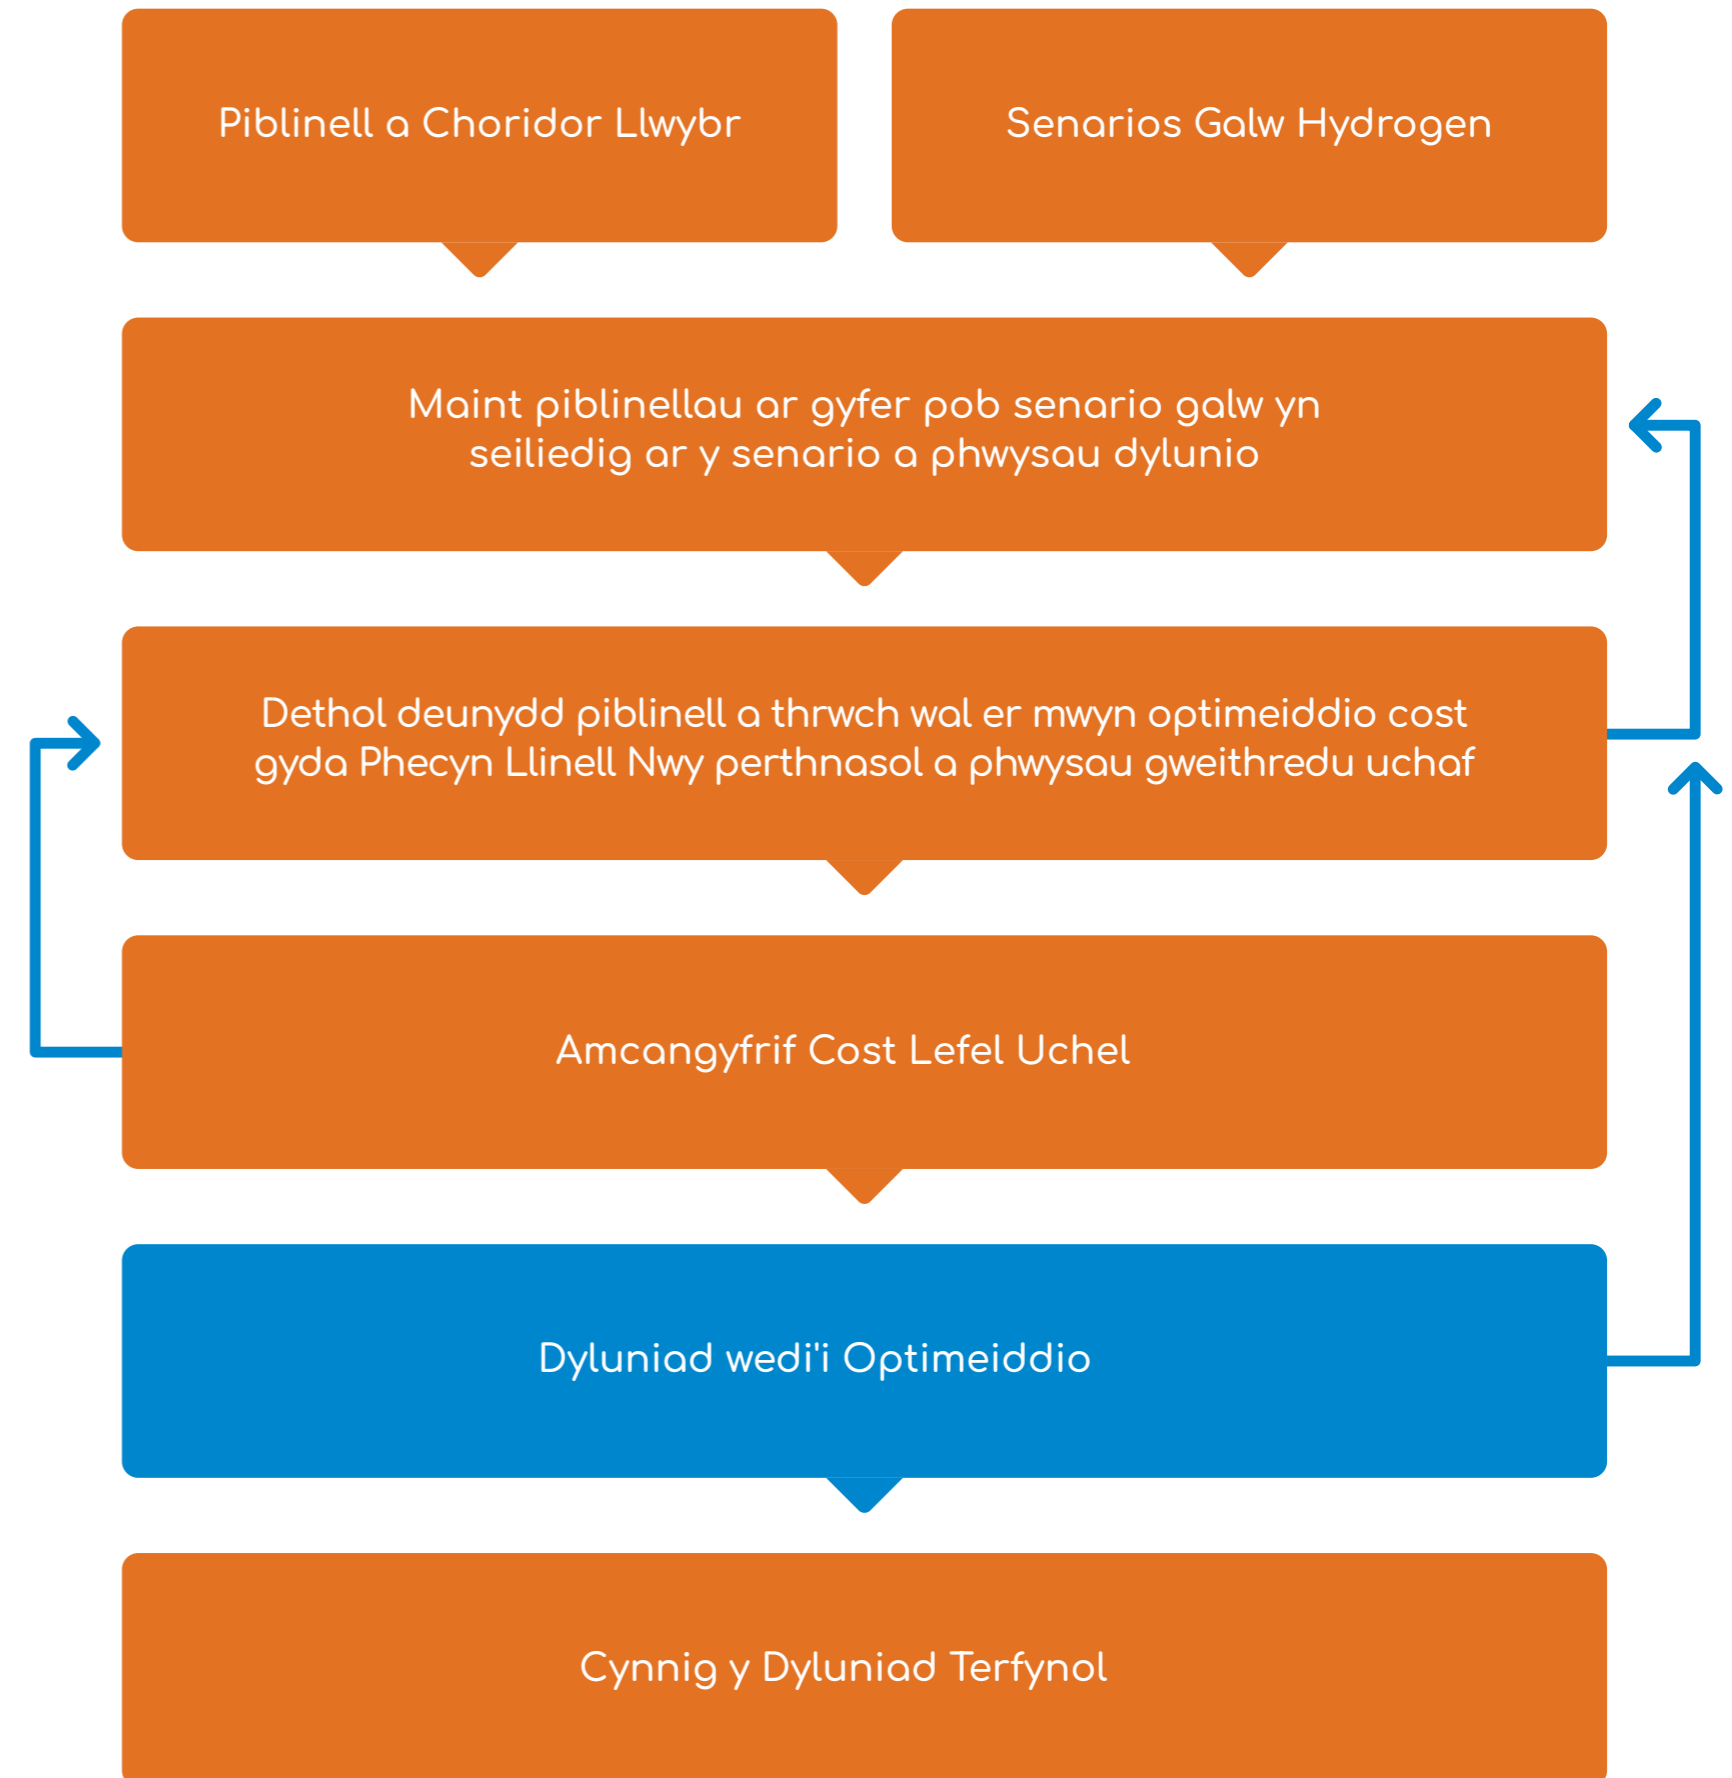 Piblinell a Choridor Llwybr
Senarios Galw Hydrogen
Maint piblinellau ar gyfer pob senario galw yn
seiliedig ar y senario a phwysau dylunio
Dethol deunydd piblinell a thrwch wal er mwyn optimeiddio cost
gyda Phecyn Llinell Nwy perthnasol a phwysau gweithredu uchaf
Amcangyfrif Cost Lefel Uchel
Dyluniad wedi'i Optimeiddio
Cynnig y Dyluniad Terfynol